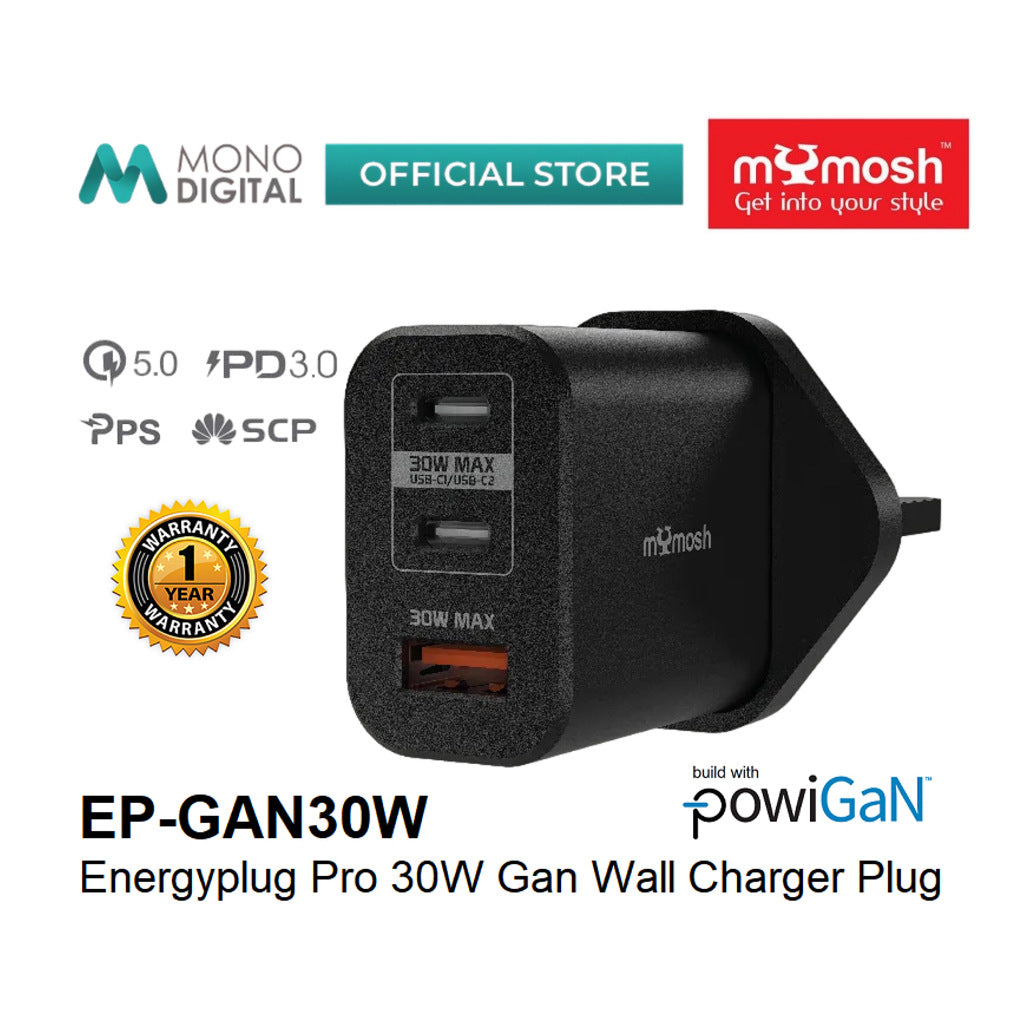 MONO
DIGITAL
OFFICIAL STORE
mymosh™
Get into your style
5.0
PD3.0
PPS
SCP
30W MAX
USB-C1/USB-C2
mymosh
WARRANTY
1
YEAR
WARRANTY
30W MAX
build with
powiGaN™
EP-GAN30W
Energyplug Pro 30W Gan Wall Charger Plug